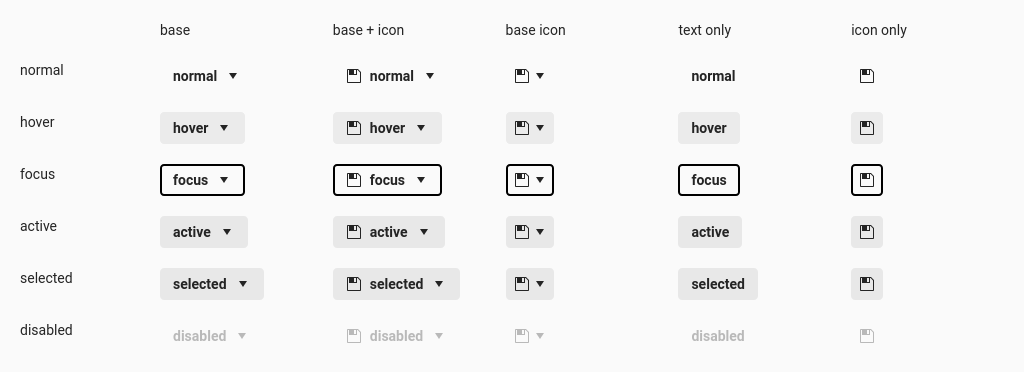 base base + icon base icon text only icon only
normal normal normal normal
hover hover hover hover
focus focus focus focus
active active active active
selected selected selected selected
disabled disabled disabled disabled